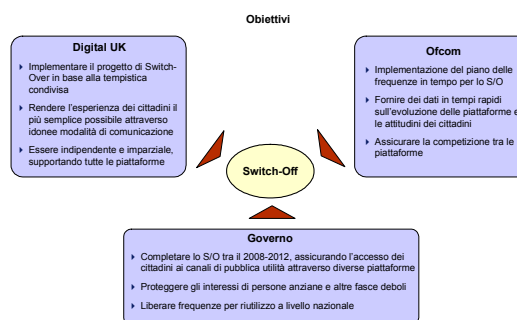 Obiettivi
Digital UK
Implementare il progetto di Switch-
Over in base alla tempistica
condivisa
Rendere l'esperienza dei cittadini il
più semplice possibile attraverso
idonee modalità di comunicazione
Essere indipendente e imparziale,
supportando tutte le piattaforme
Ofcom
Implementazione del piano delle
frequenze in tempo per lo S/O
Fornire dei dati in tempi rapidi
sull'evoluzione delle piattaforme e
le attitudini dei cittadini
Assicurare la competizione tra le
piattaforme
Switch-Off
Governo
Completare lo S/O tra il 2008-2012, assicurando l'accesso dei
cittadini ai canali di pubblica utilità attraverso diverse piattaforme
Proteggere gli interessi di persone anziane e altre fasce deboli
Liberare frequenze per riutilizzo a livello nazionale